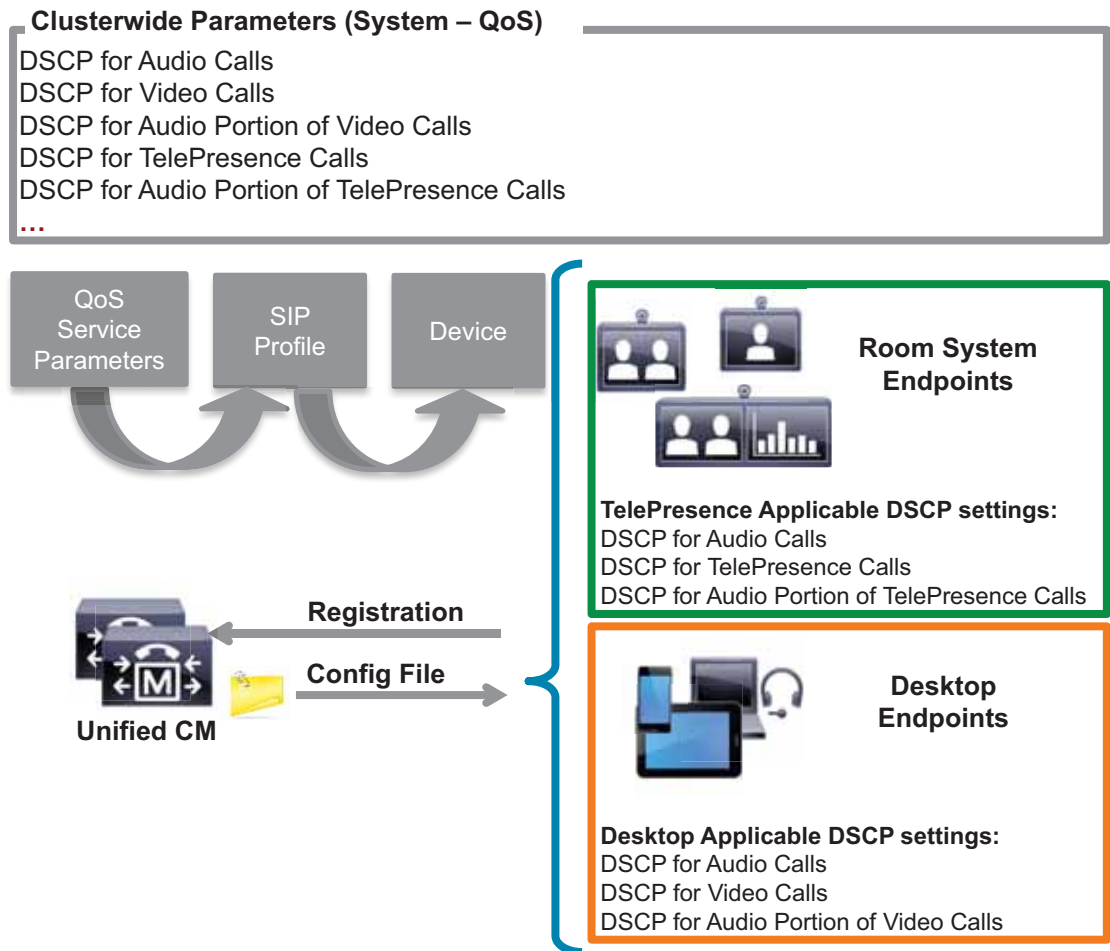 Clusterwide Parameters (System – QoS)
DSCP for Audio Calls
DSCP for Video Calls
DSCP for Audio Portion of Video Calls
DSCP for TelePresence Calls
DSCP for Audio Portion of TelePresence Calls
...
QoS
Service
Parameters
SIP
Profile
Device
Registration
Config File
M
Unified CM
Room System
Endpoints
TelePresence Applicable DSCP settings:
DSCP for Audio Calls
DSCP for TelePresence Calls
DSCP for Audio Portion of TelePresence Calls
Desktop
Endpoints
Desktop Applicable DSCP settings:
DSCP for Audio Calls
DSCP for Video Calls
DSCP for Audio Portion of Video Calls